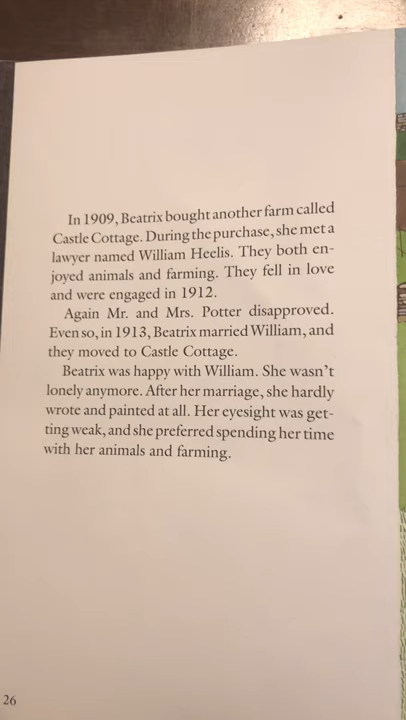 In 1909, Beatrix bought another farm called
Castle Cottage. During the purchase, she met a
lawyer named William Heelis. They both en-
joyed animals and farming. They fell in love
and were engaged in 1912.
Again Mr. and Mrs. Potter disapproved.
Even so, in 1913, Beatrix married William, and
they moved to Castle Cottage.
Beatrix was happy with William. She wasn't
lonely anymore. After her marriage, she hardly
wrote and painted at all. Her eyesight was get-
ting weak, and she preferred spending her time
with her animals and farming.
26